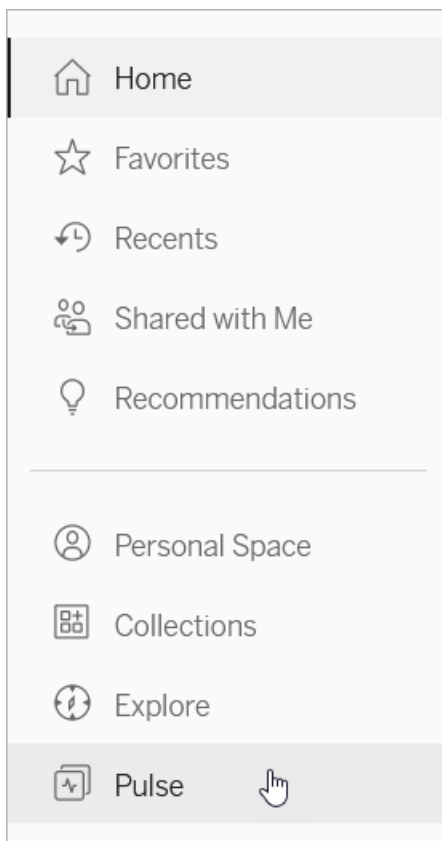 Home
Favorites
Recents
Shared with Me
Recommendations
Personal Space
Collections
Explore
Pulse